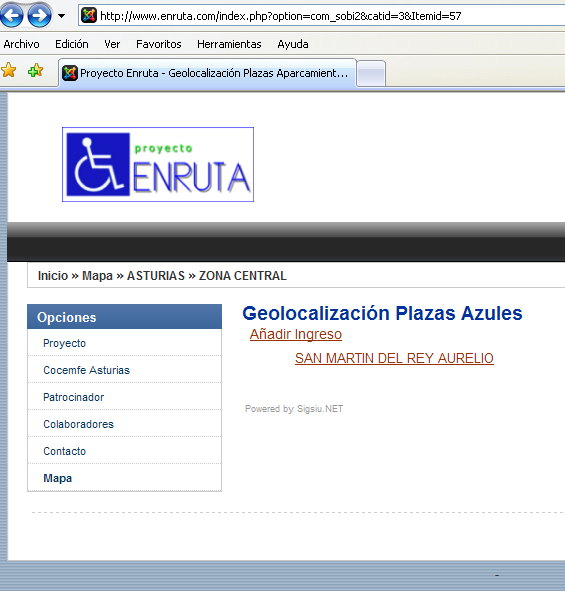 http://www.enruta.com/index.php?option=com_sobi2&catid=3&Itemid=57
Archivo Edición Ver Favoritos Herramientas Ayuda
Proyecto Enruta - Geolocalización Plazas Aparcamient...
proyecto
ENRUTA
Inicio » Mapa » ASTURIAS » ZONA CENTRAL
Opciones
Proyecto
Cocemfe Asturias
Patrocinador
Colaboradores
Contacto
Mapa
Geolocalización Plazas Azules
Añadir Ingreso
SAN MARTIN DEL REY AURELIO
Powered by Sigsiu.NET